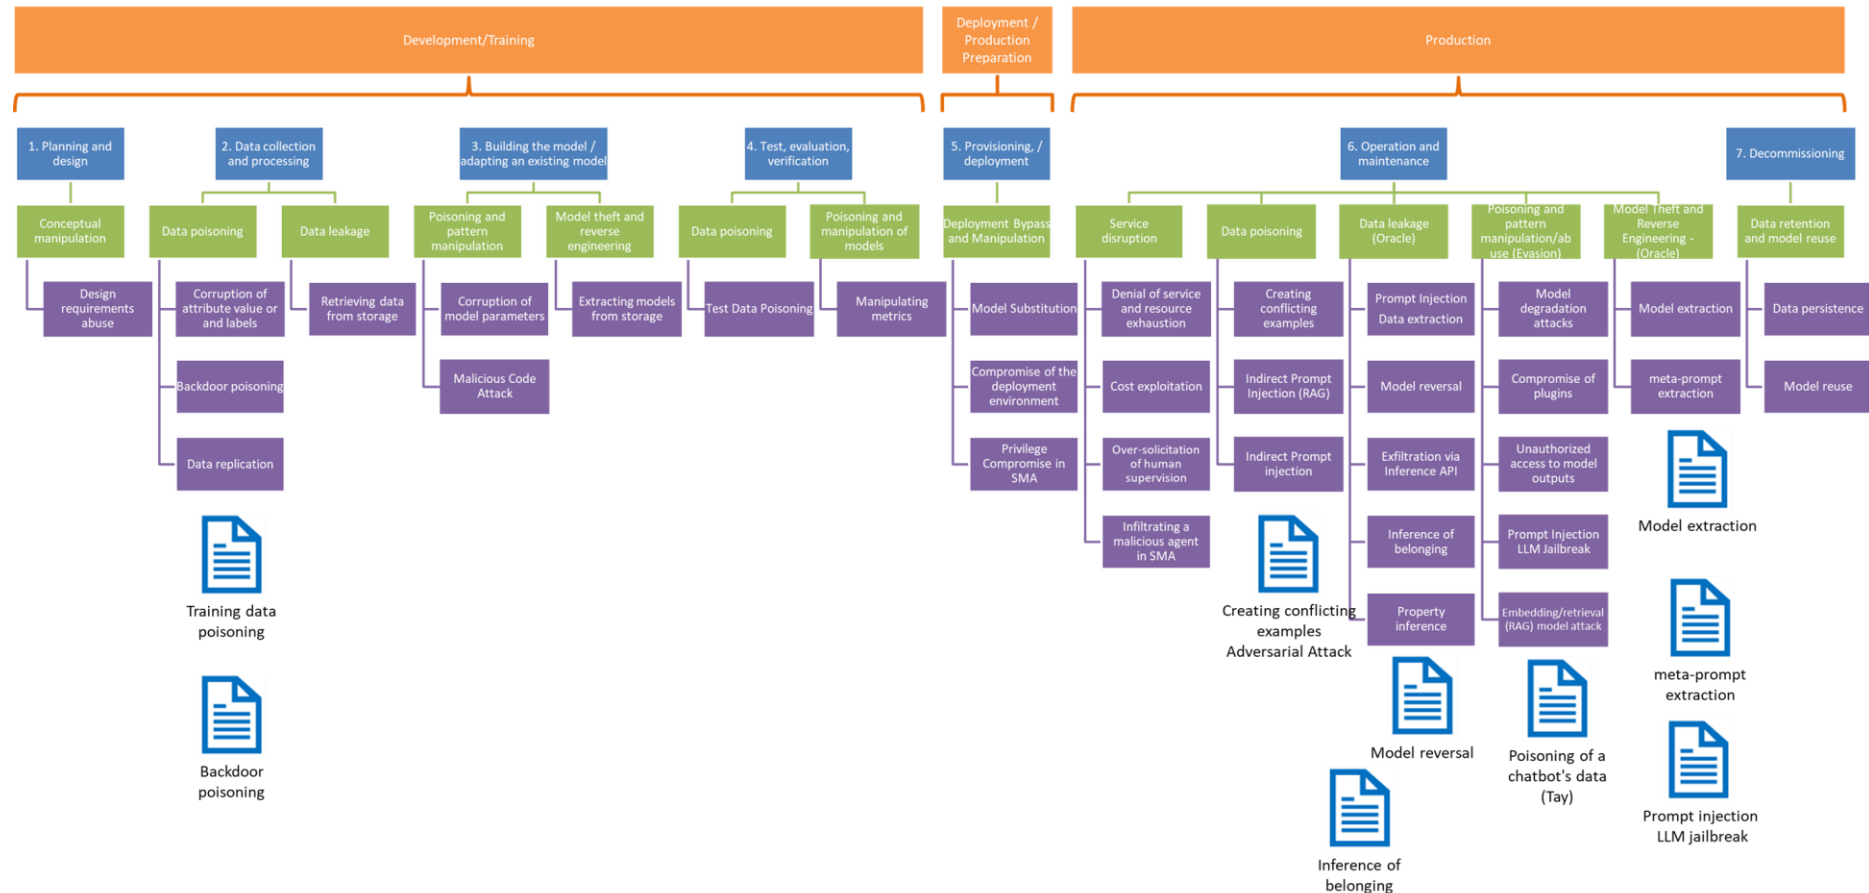 Development/Training
Deployment /
Production
Preparation
Production
1. Planning and
design
2. Data collection
and processing
3. Building the model /
adapting an existing model
4. Test, evaluation,
verification
5. Provisioning, /
deployment
6. Operation and
maintenance
7. Decommissioning
Conceptual
manipulation
Data poisoning
Data leakage
Poisoning and
pattern
manipulation
Model theft and
reverse
engineering
Data poisoning
Poisoning and
manipulation of
models
Deployment Bypass
and Manipulation
Service
disruption
Data poisoning
Data leakage
(Oracle)
Poisoning and
pattern
manipulation/ab
use (Evasion)
Model Theft and
Reverse
Engineering -
(Oracle)
Data retention
and model reuse
Design
requirements
abuse
Corruption of
attribute value or
and labels
Backdoor poisoning
Data replication
Retrieving data
from storage
Corruption of
model parameters
Malicious Code
Attack
Extracting models
from storage
Test Data Poisoning
Manipulating
metrics
Model Substitution
Compromise of the
deployment
environment
Privilege
Compromise in
SMA
Denial of service
and resource
exhaustion
Cost exploitation
Over-solicitation
of human
supervision
Infiltrating a
malicious agent
in SMA
Creating
conflicting
examples
Indirect Prompt
Injection (RAG)
Indirect Prompt
injection
Prompt Injection
Data extraction
Model reversal
Exfiltration via
Inference API
Inference of
belonging
Property
inference
Model
degradation
attacks
Compromise of
plugins
Unauthorized
access to model
outputs
Prompt Injection
LLM Jailbreak
Embedding/retrieval
(RAG) model attack
Model extraction
meta-prompt
extraction
Data persistence
Model reuse
Training data
poisoning
Backdoor
poisoning
Creating conflicting
examples
Adversarial Attack
Model reversal
Inference of
belonging
Poisoning of a
chatbot's data
(Tay)
Model extraction
meta-prompt
extraction
Prompt injection
LLM jailbreak